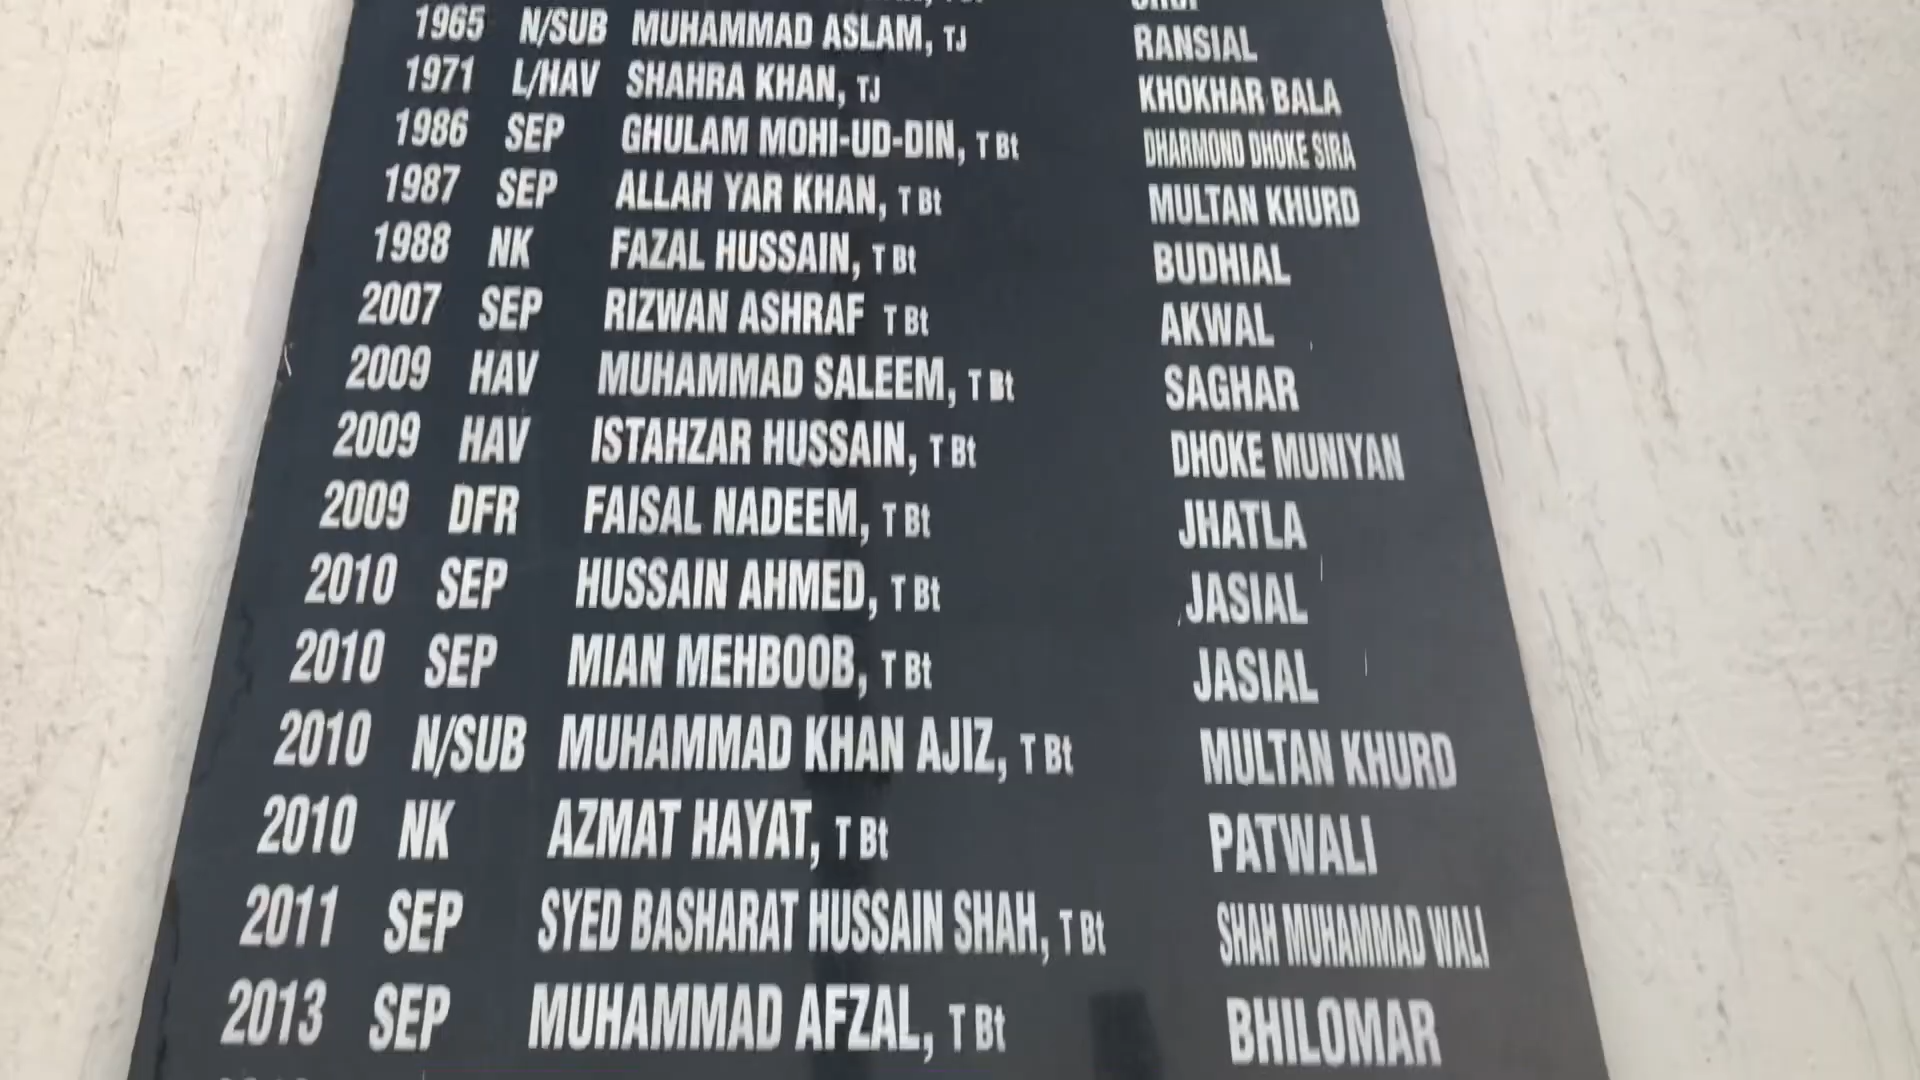 1965 N/SUB MUHAMMAD ASLAM, TJ RANSIAL
1971 L/HAV SHAHRA KHAN, TJ KHOKHAR BALA
1986 SEP GHULAM MOHI-UD-DIN, T Bt DHARMOND DHOKE SIRA
1987 SEP ALLAH YAR KHAN, T Bt MULTAN KHURD
1988 NK FAZAL HUSSAIN, T Bt BUDHIAL
2007 SEP RIZWAN ASHRAF T Bt AKWAL
2009 HAV MUHAMMAD SALEEM, T Bt SAGHAR
2009 HAV ISTAHZAR HUSSAIN, T Bt DHOKE MUNIYAN
2009 DFR FAISAL NADEEM, T Bt JHATLA
2010 SEP HUSSAIN AHMED, T Bt JASIAL
2010 SEP MIAN MEHBOOB, T Bt JASIAL
2010 N/SUB MUHAMMAD KHAN AJIZ, T Bt MULTAN KHURD
2010 NK AZMAT HAYAT, T Bt PATWALI
2011 SEP SYED BASHARAT HUSSAIN SHAH, T Bt SHAH MUHAMMAD WALI
2013 SEP MUHAMMAD AFZAL, T Bt BHILOMAR